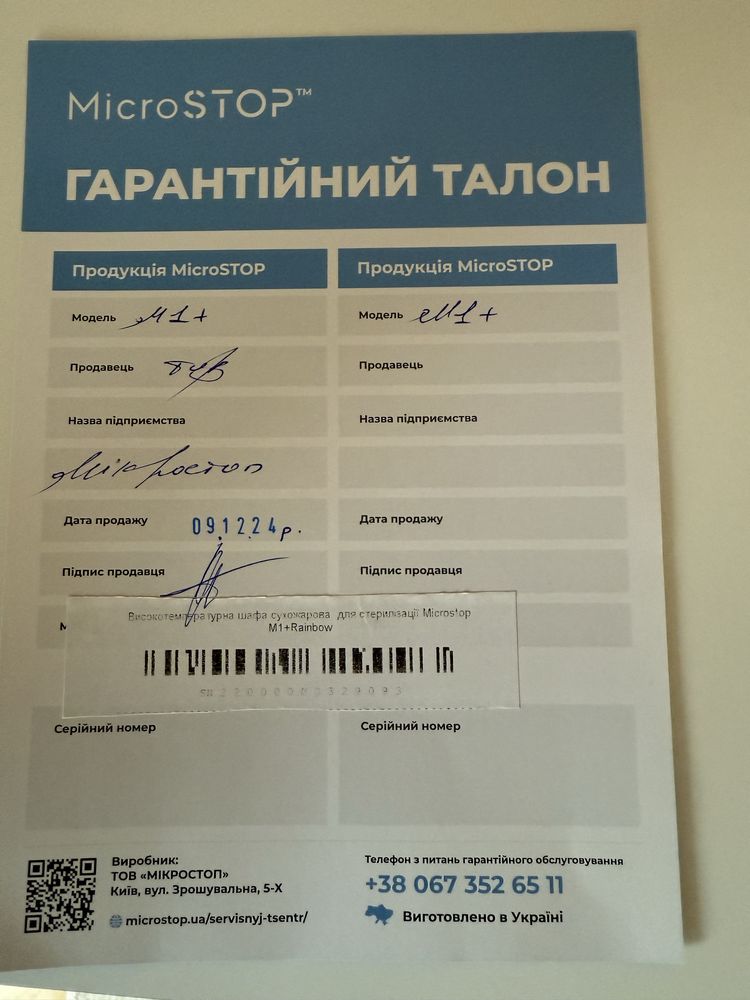 MicroSTOP™
ГАРАНТІЙНИЙ ТАЛОН
Продукція MicroSTOP
Модель М1+
Продавець
Назва підприємства
Мікростоп
Дата продажу 09.12.24р.
Підпис продавця
Продукція MicroSTOP
Модель М1+
Продавець
Назва підприємства
Дата продажу
Підпис продавця
Високотемпературна шафа сухожарова для стерилізації Microstop
M1+Rainbow
Серійний номер
Серійний номер
Виробник:
ТОВ «МІКРОСТОП»
Київ, вул. Зрошувальна, 5-Х
microstop.ua/servisnyj-tsentr/
Телефон з питань гарантійного обслуговування
+38 067 352 65 11
Виготовлено в Україні